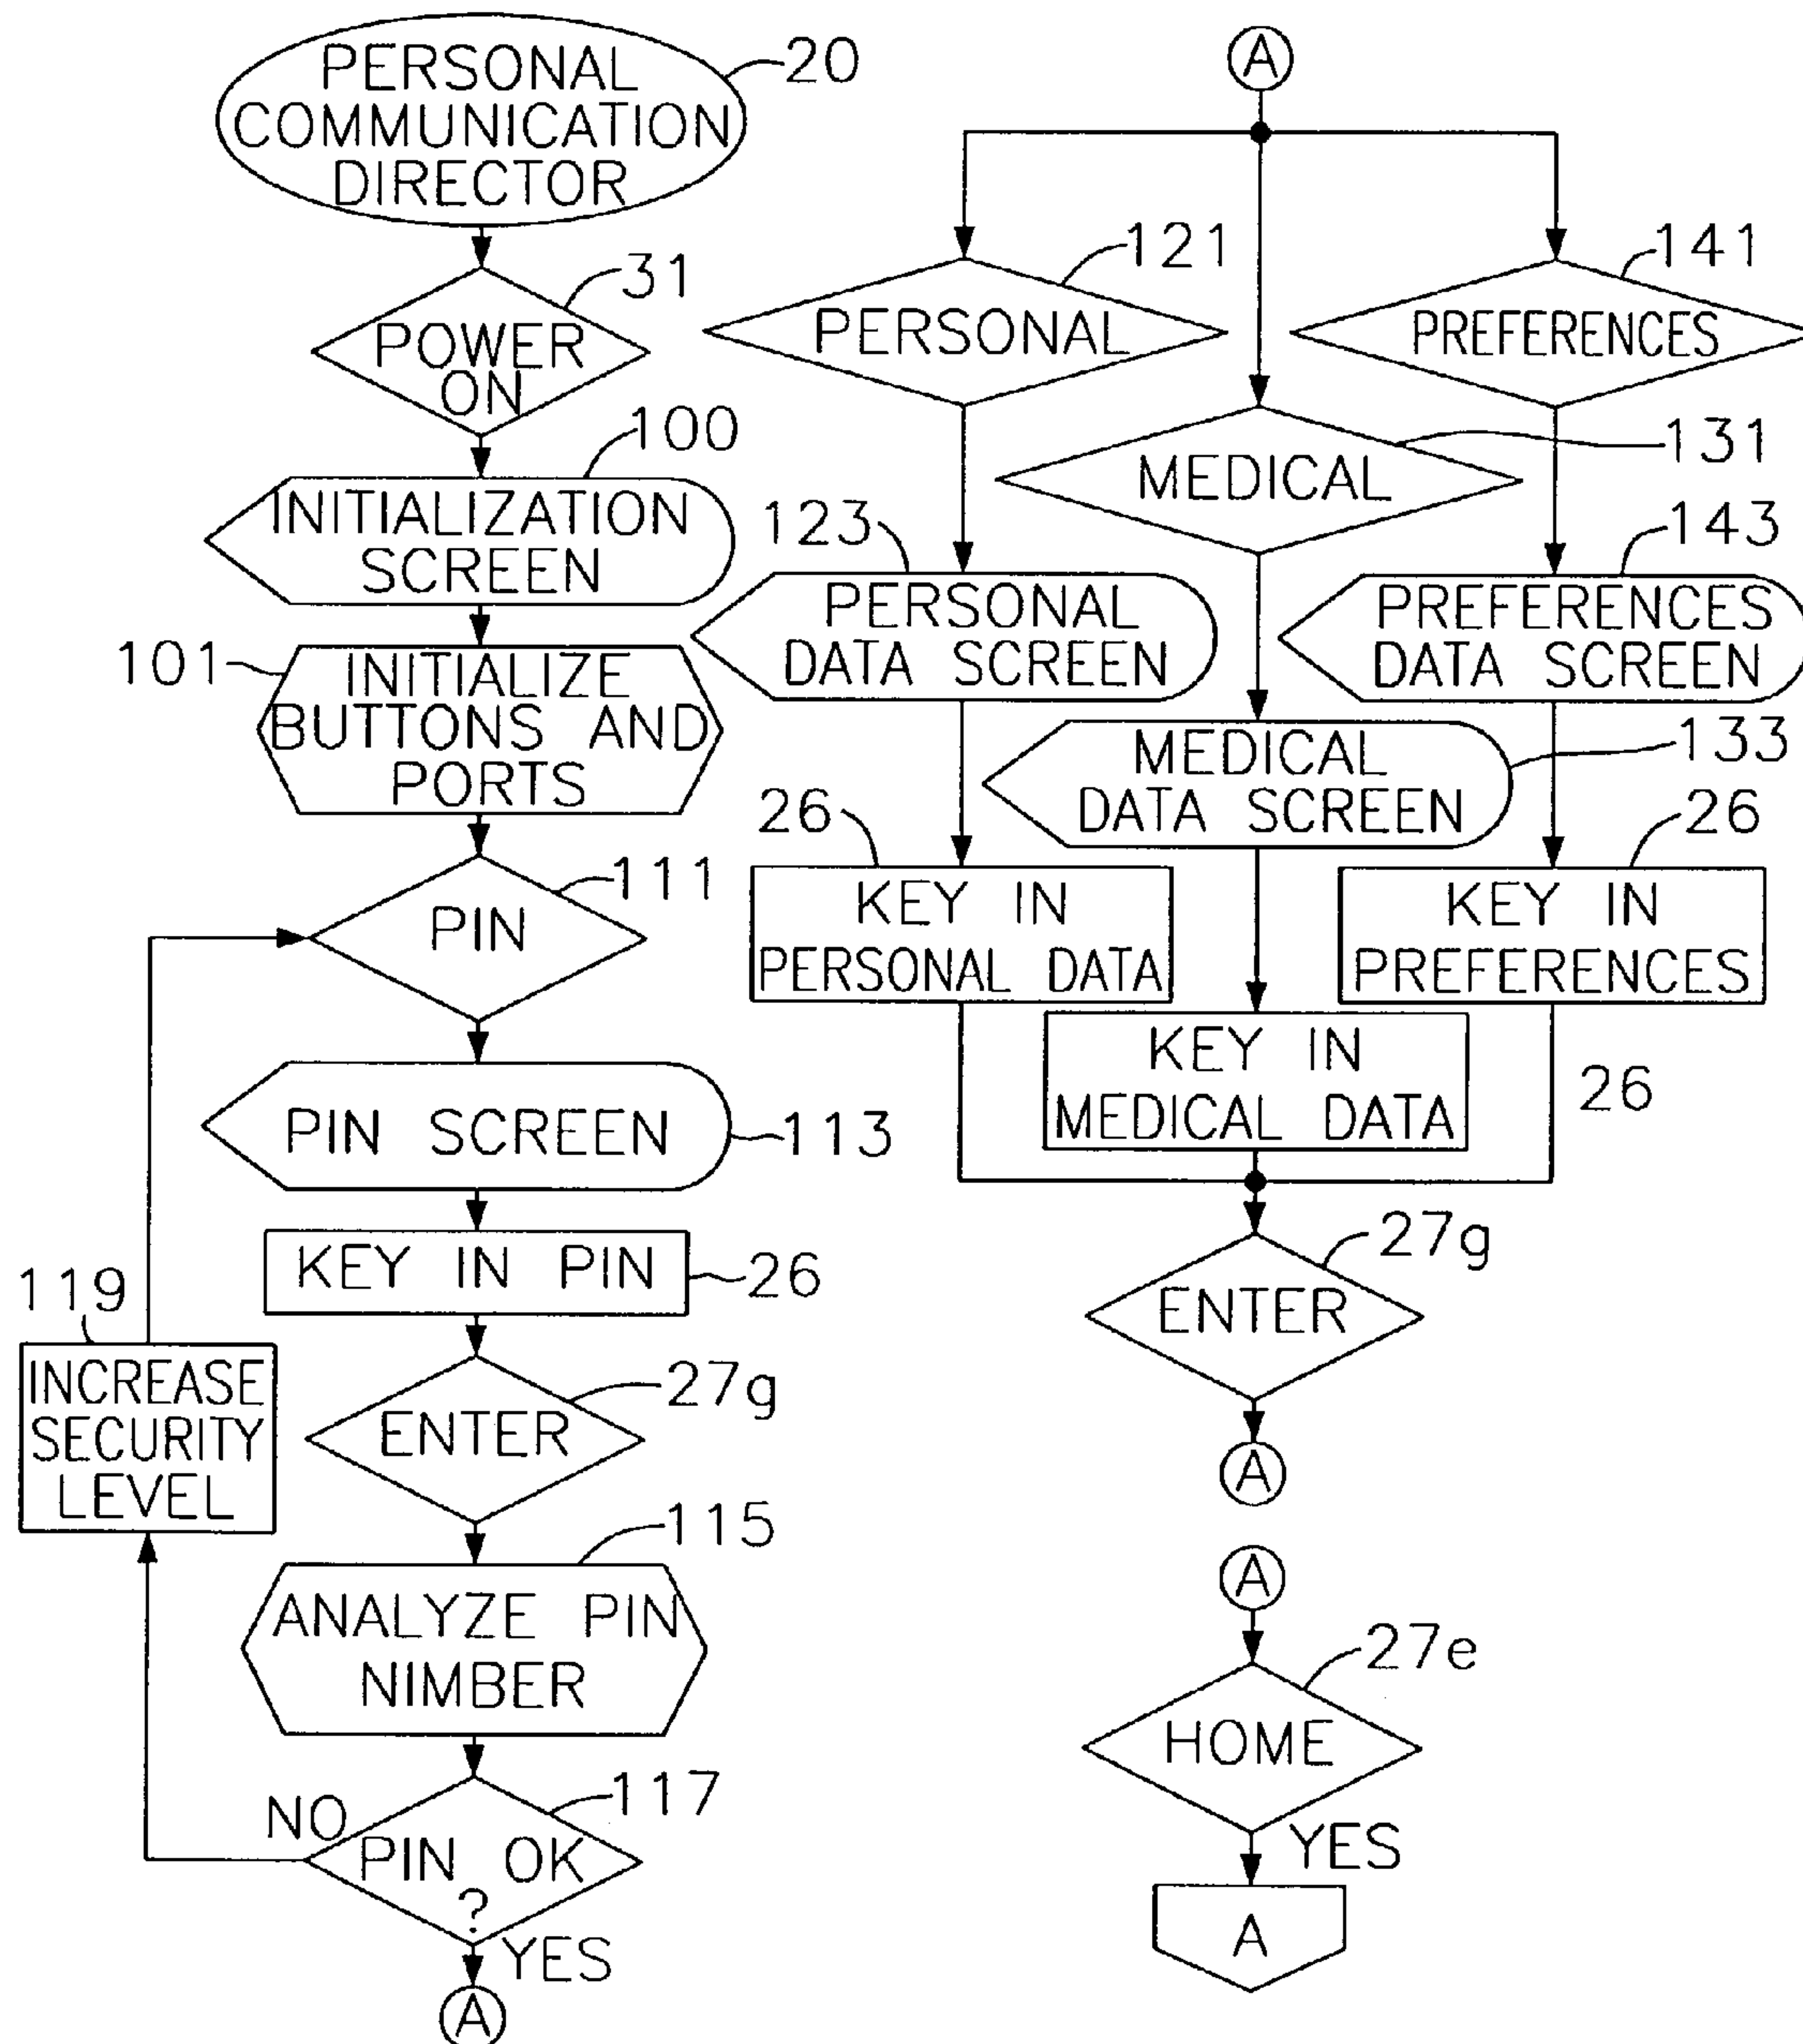 PERSONAL
COMMUNICATION
DIRECTOR
20
POWER
ON
31
INITIALIZATION
SCREEN
100
INITIALIZE
BUTTONS AND
PORTS
101
PIN
111
PIN SCREEN
113
KEY IN PIN
26
ENTER
27g
INCREASE
SECURITY
LEVEL
119
ANALYZE PIN
NIMBER
115
PIN OK
?
117
NO
YES
A
A
PERSONAL
121
PREFERENCES
141
MEDICAL
131
PERSONAL
DATA SCREEN
123
PREFERENCES
DATA SCREEN
143
MEDICAL
DATA SCREEN
133
KEY IN
PERSONAL DATA
26
KEY IN
PREFERENCES
26
KEY IN
MEDICAL DATA
26
ENTER
27g
A
A
HOME
27e
YES
A